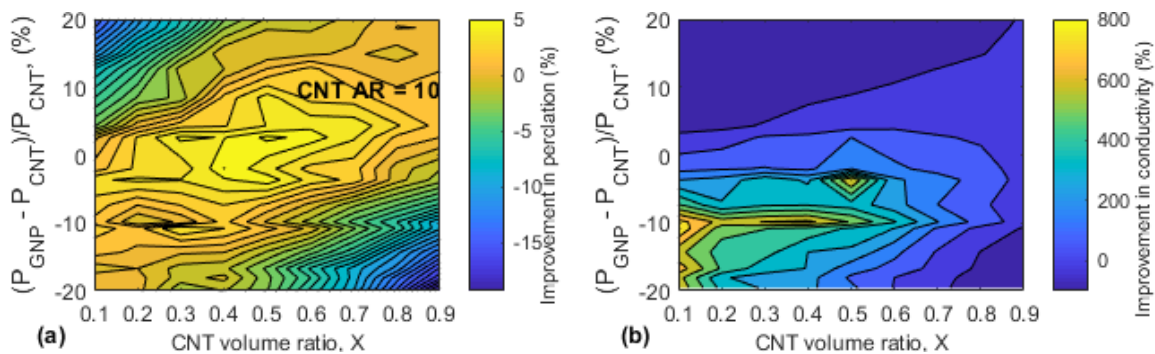 (P_GNP - P_CNT)/P_CNT, (%)
20
10
0
-10
-20
CNT AR = 10
0.1 0.2 0.3 0.4 0.5 0.6 0.7 0.8 0.9
(a)
CNT volume ratio, X
5
0
-5
-10
-15
Improvement in perclation (%)
(P_GNP - P_CNT)/P_CNT, (%)
20
10
0
-10
-20
0.1 0.2 0.3 0.4 0.5 0.6 0.7 0.8 0.9
(b)
CNT volume ratio, X
800
600
400
200
0
Improvement in conductivity (%)